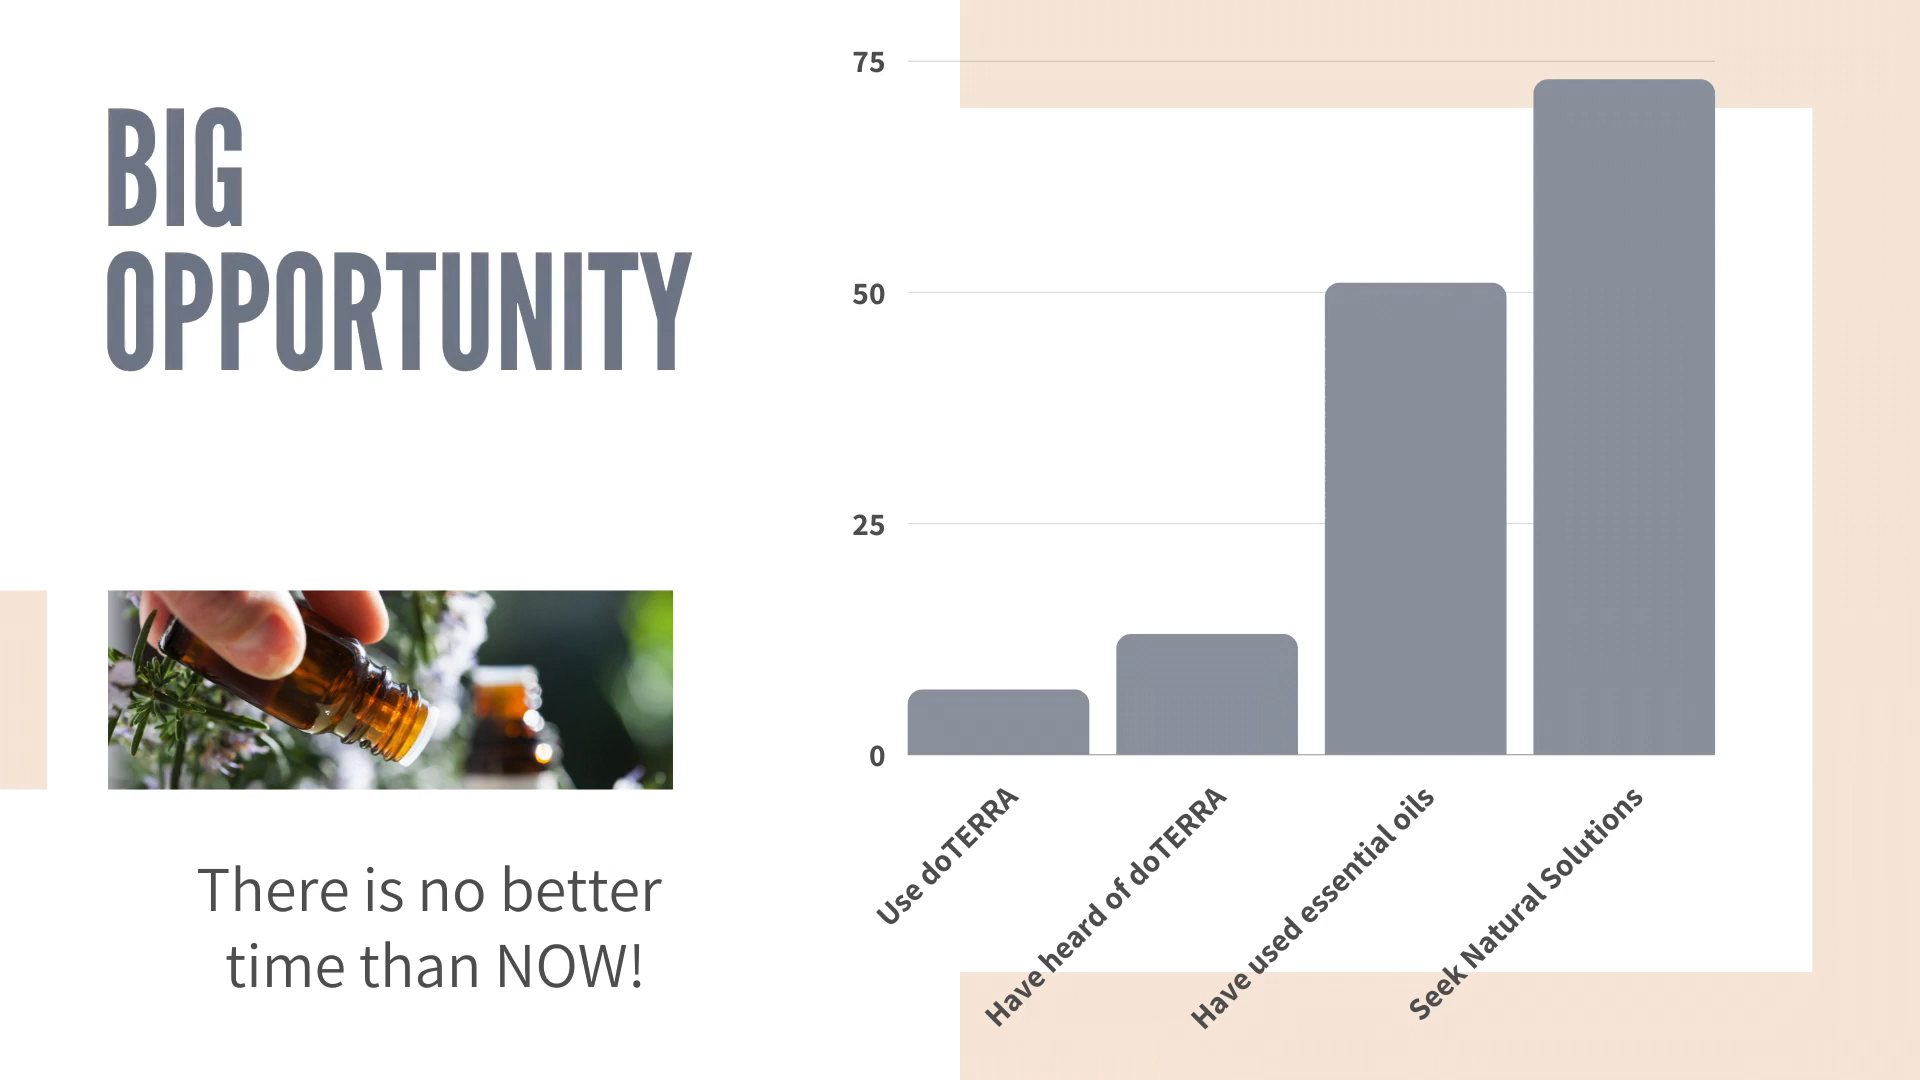 BIG
OPPORTUNITY
There is no better
time than NOW!
75
50
25
0
Use doTERRA
Have heard of doTERRA
Have used essential oils
Seek Natural Solutions